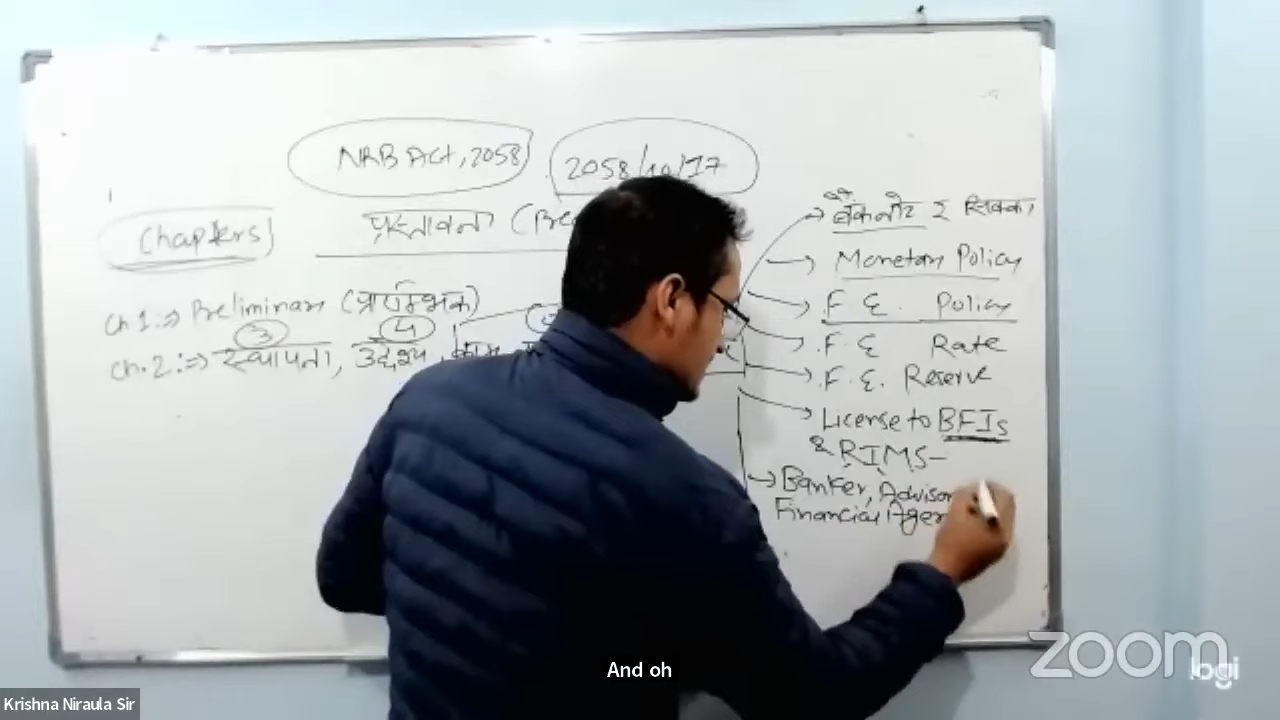 NRB Act, 2058
2058/10/17
Chapters
प्रस्तावना (Pre
Ch 1 :⇒ Preliminary (प्रारम्भिक)
3 4
Ch. 2 :⇒ स्थापना, उद्देश्य, काम
बैंकनोट र सिक्का
Monetary Policy
F. E. Policy
F. E Rate
F. E. Reserve
License to BFIs
& RIMS-
Banker, Advisor
Financial Agen
And oh
Krishna Niraula Sir
zoom
logi